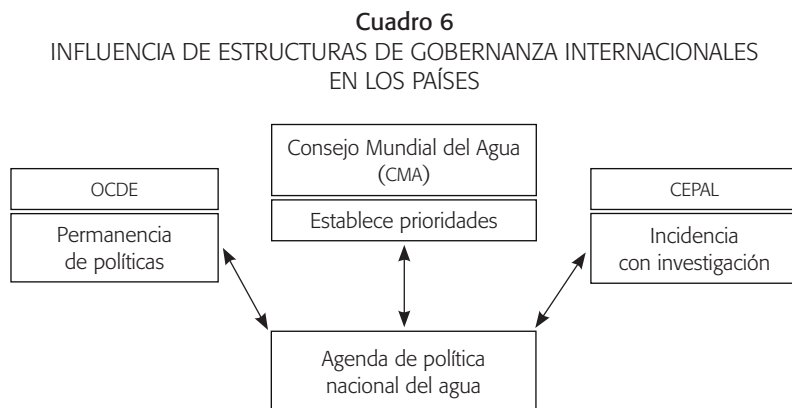 Cuadro 6
INFLUENCIA DE ESTRUCTURAS DE GOBERNANZA INTERNACIONALES
EN LOS PAÍSES
Consejo Mundial del Agua
(CMA)
Establece prioridades
OCDE
Permanencia
de políticas
CEPAL
Incidencia
con investigación
Agenda de política
nacional del agua